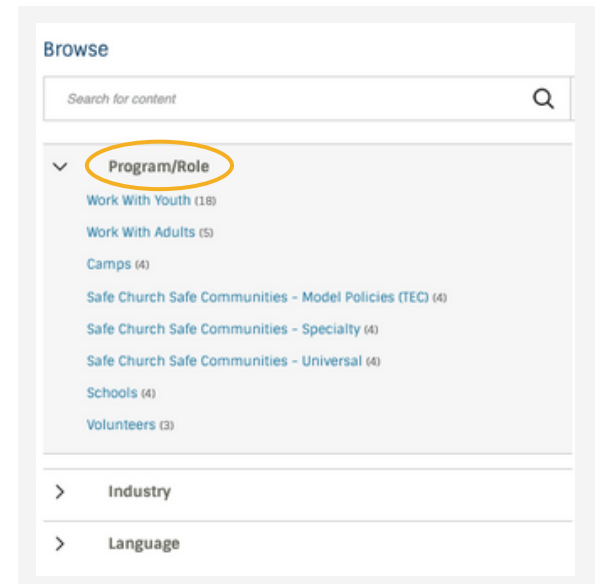 Browse
Search for content
Program/Role
Work With Youth (18)
Work With Adults (5)
Camps (4)
Safe Church Safe Communities - Model Policies (TEC) (4)
Safe Church Safe Communities - Specialty (4)
Safe Church Safe Communities - Universal (4)
Schools (4)
Volunteers (3)
Industry
Language